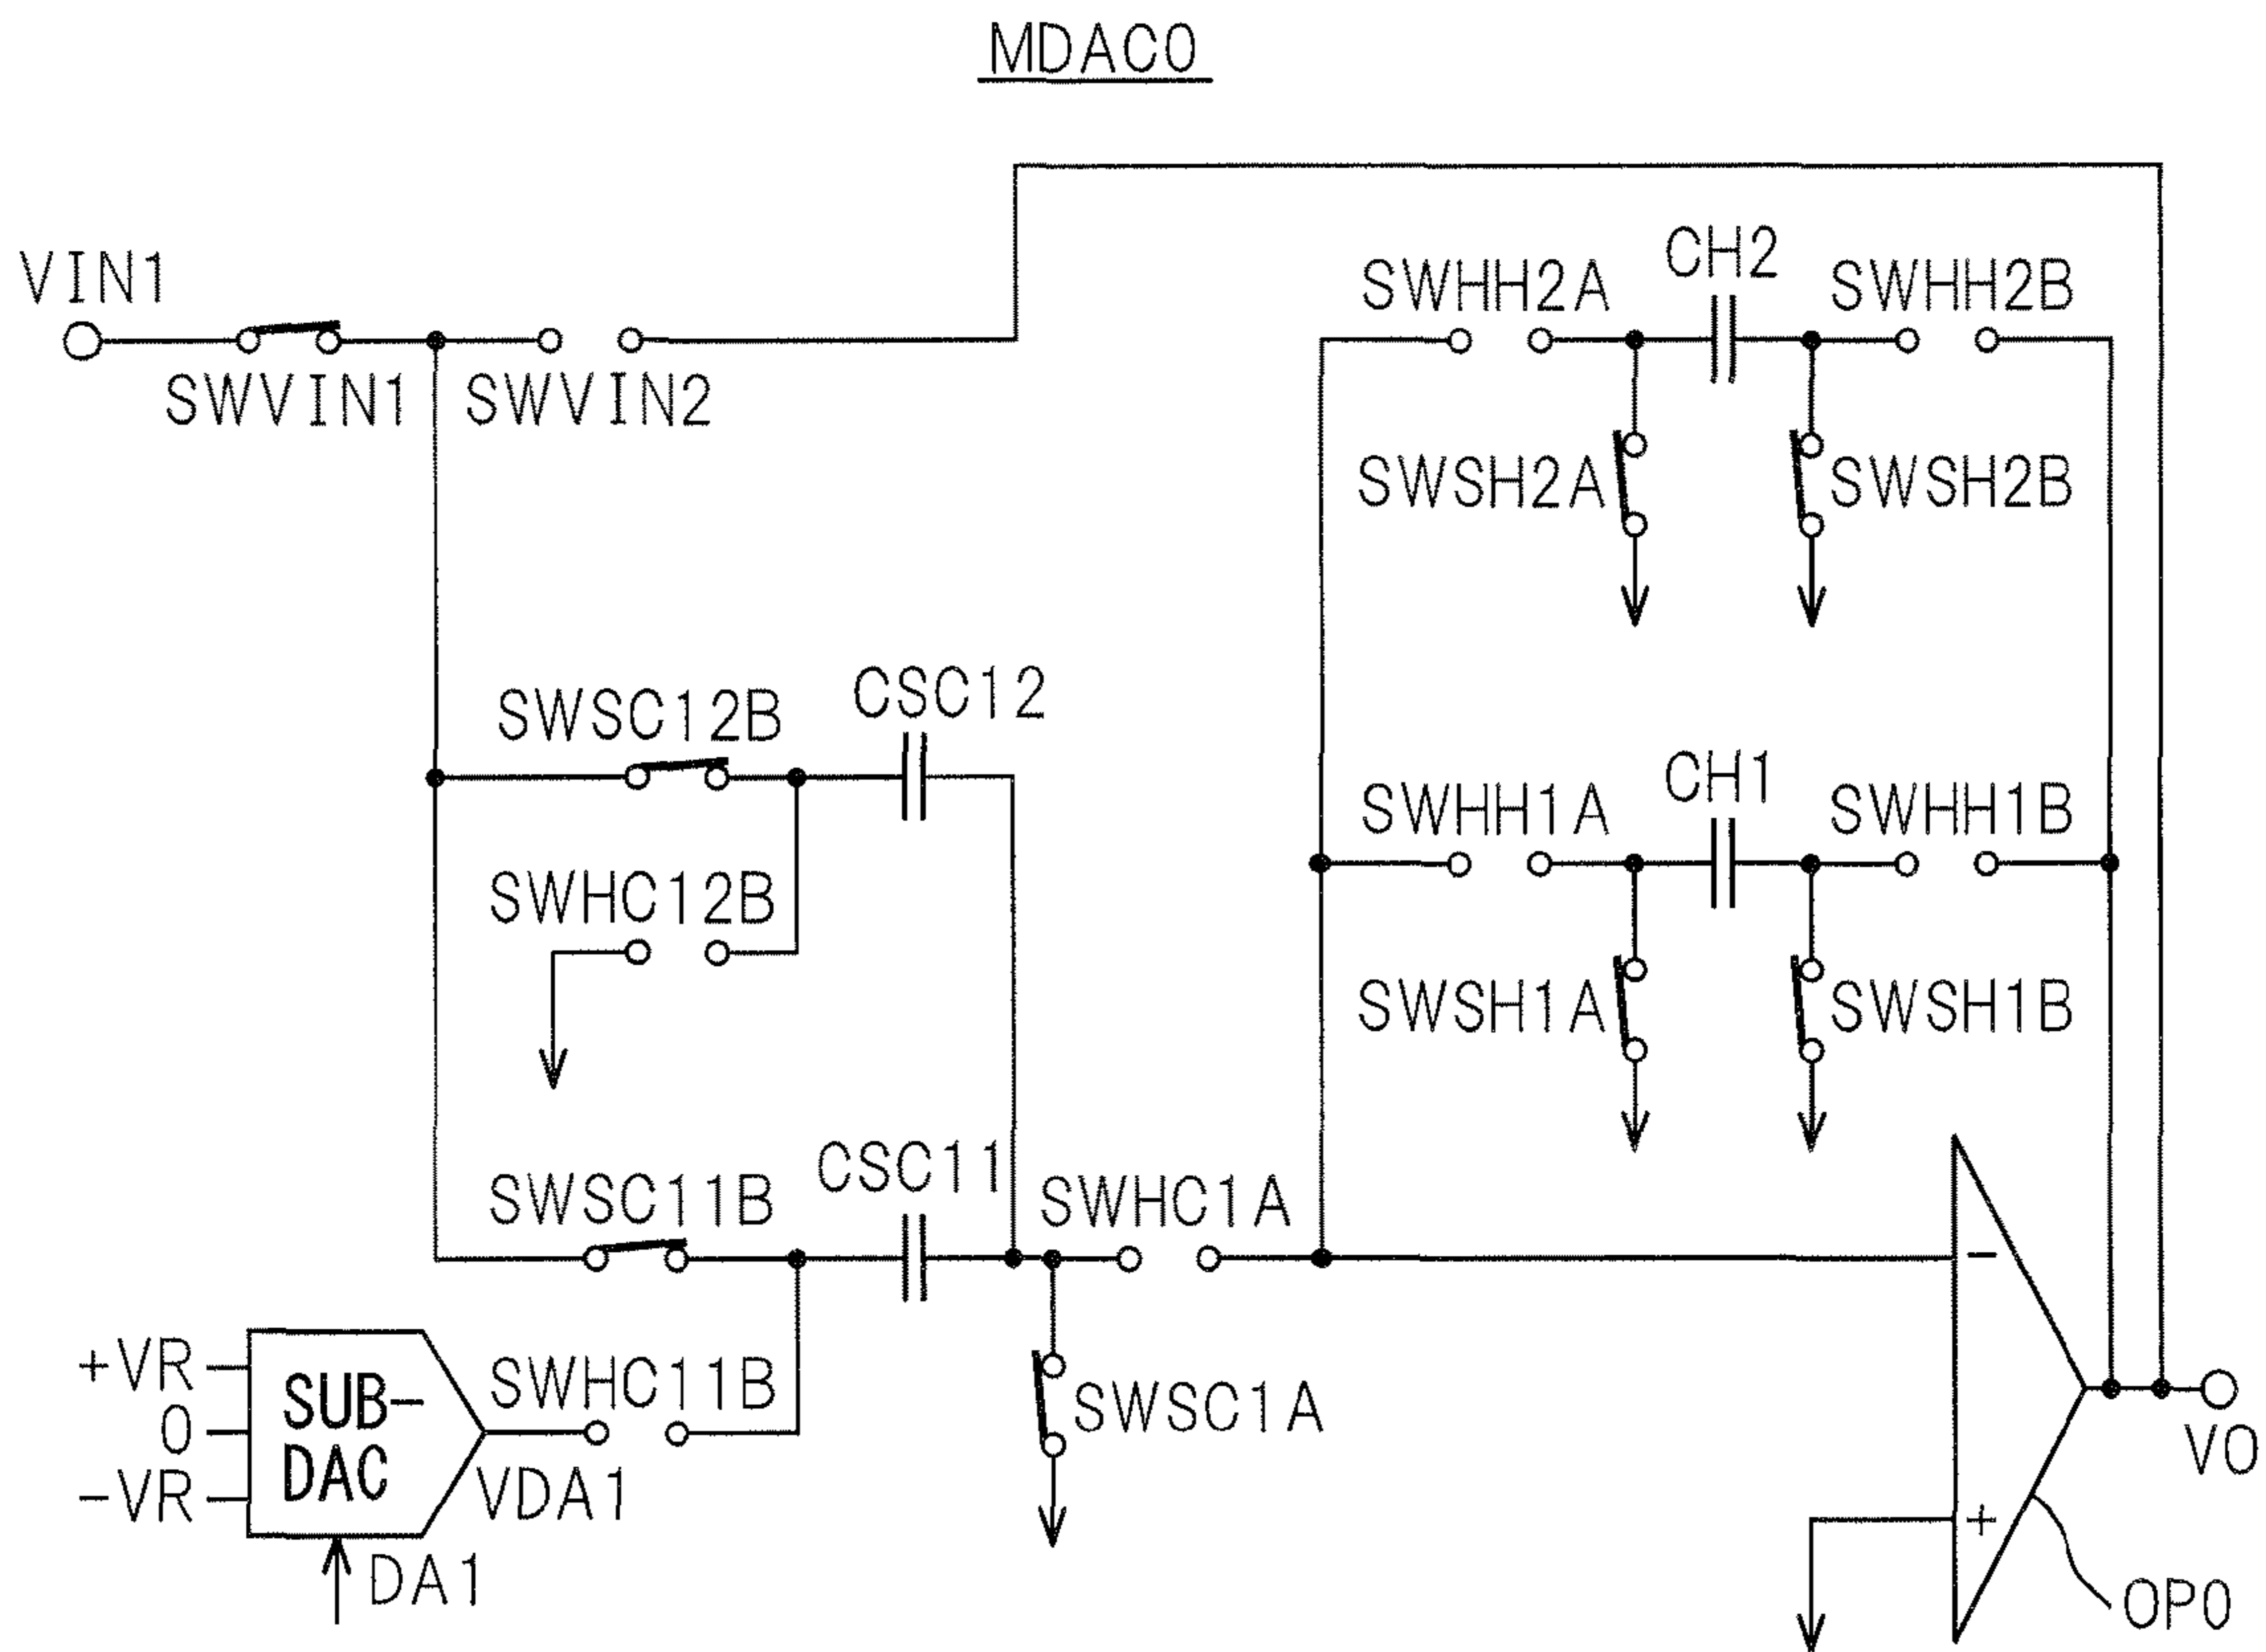 MDAC0
VIN1
SWVIN1
SWVIN2
SWHH2A
CH2
SWHH2B
SWSH2A
SWSH2B
SWSC12B
CSC12
SWHC12B
SWHH1A
CH1
SWHH1B
SWSH1A
SWSH1B
SWSC11B
CSC11
SWHC1A
+VR
0
-VR
SUB-
DAC
SWHC11B
VDA1
DA1
SWSC1A
-
+
VO
OP0